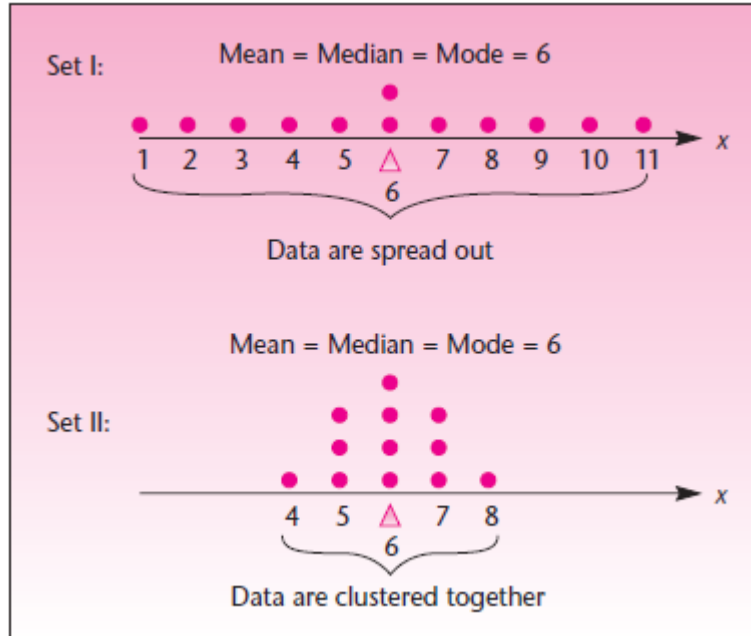 Mean = Median = Mode = 6
Set I:
x
1 2 3 4 5 7 8 9 10 11
6
Data are spread out
Mean = Median = Mode = 6
Set II:
x
4 5 7 8
6
Data are clustered together